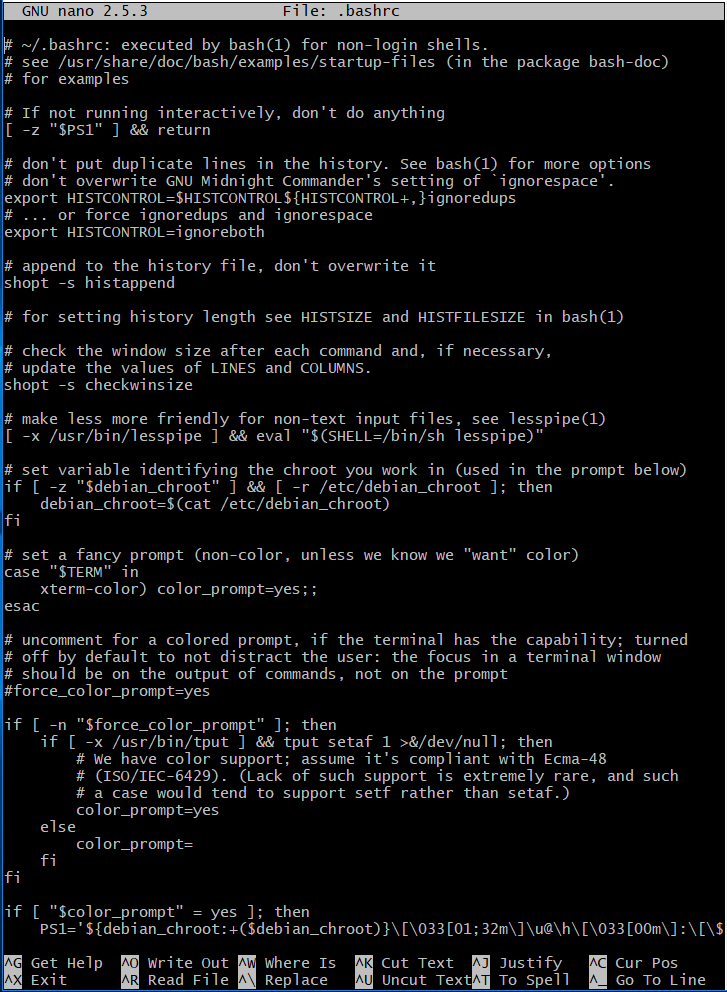 GNU nano 2.5.3 File: .bashrc
# ~/.bashrc: executed by bash(1) for non-login shells.
# see /usr/share/doc/bash/examples/startup-files (in the package bash-doc)
# for examples
# If not running interactively, don't do anything
[ -z "$PS1" ] && return
# don't put duplicate lines in the history. See bash(1) for more options
# don't overwrite GNU Midnight Commander's setting of `ignorespace'.
export HISTCONTROL=$HISTCONTROL${HISTCONTROL+,}ignoredups
# ... or force ignoredups and ignorespace
export HISTCONTROL=ignoreboth
# append to the history file, don't overwrite it
shopt -s histappend
# for setting history length see HISTSIZE and HISTFILESIZE in bash(1)
# check the window size after each command and, if necessary,
# update the values of LINES and COLUMNS.
shopt -s checkwinsize
# make less more friendly for non-text input files, see lesspipe(1)
[ -x /usr/bin/lesspipe ] && eval "$(SHELL=/bin/sh lesspipe)"
# set variable identifying the chroot you work in (used in the prompt below)
if [ -z "$debian_chroot" ] && [ -r /etc/debian_chroot ]; then
    debian_chroot=$(cat /etc/debian_chroot)
fi
# set a fancy prompt (non-color, unless we know we "want" color)
case "$TERM" in
    xterm-color) color_prompt=yes;;
esac
# uncomment for a colored prompt, if the terminal has the capability; turned
# off by default to not distract the user: the focus in a terminal window
# should be on the output of commands, not on the prompt
#force_color_prompt=yes
if [ -n "$force_color_prompt" ]; then
    if [ -x /usr/bin/tput ] && tput setaf 1 >&/dev/null; then
        # We have color support; assume it's compliant with Ecma-48
        # (ISO/IEC-6429). (Lack of such support is extremely rare, and such
        # a case would tend to support setf rather than setaf.)
        color_prompt=yes
    else
        color_prompt=
    fi
fi
if [ "$color_prompt" = yes ]; then
    PS1='${debian_chroot:+($debian_chroot)}\[\033[01;32m\]\u@\h\[\033[00m\]:\[\$
^G Get Help ^O Write Out ^W Where Is ^K Cut Text ^J Justify ^C Cur Pos
^X Exit ^R Read File ^\ Replace ^U Uncut Text ^T To Spell ^_ Go To Line